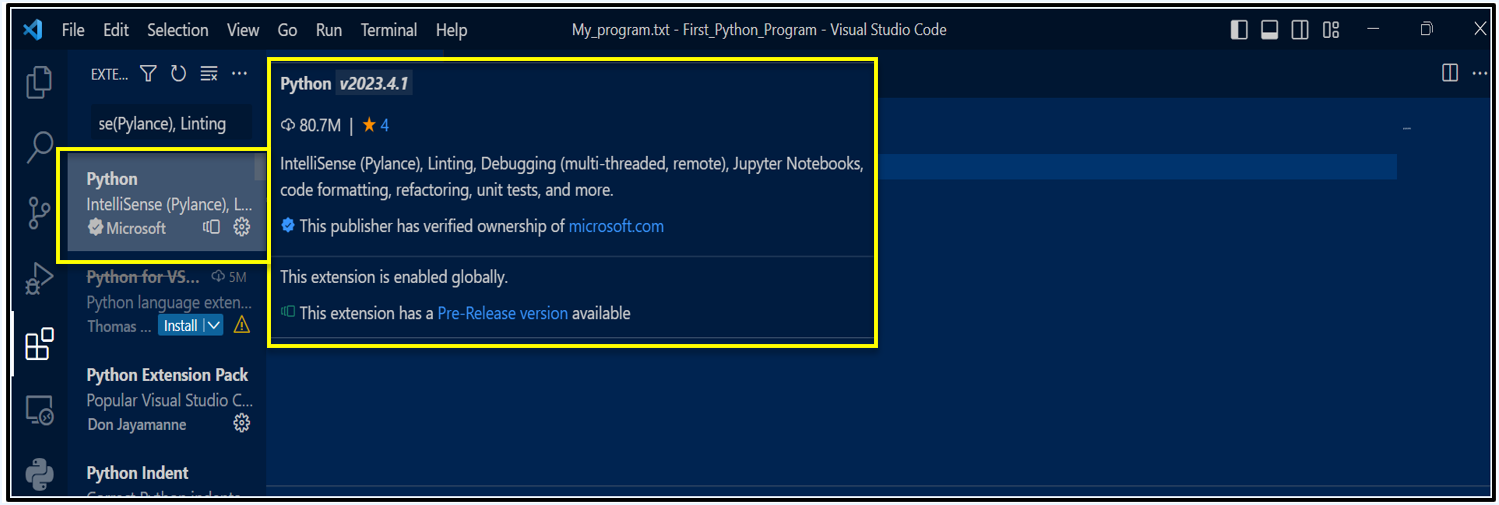 File Edit Selection View Go Run Terminal Help
My_program.txt - First_Python_Program - Visual Studio Code
EXTE...
se(Pylance), Linting
Python
IntelliSense (Pylance), L...
Microsoft
Python for VS... 5M
Python language exten...
Thomas ... Install
Python Extension Pack
Popular Visual Studio C...
Don Jayamanne
Python Indent
Correct Python indenta
Python v2023.4.1
80.7M | ★ 4
IntelliSense (Pylance), Linting, Debugging (multi-threaded, remote), Jupyter Notebooks,
code formatting, refactoring, unit tests, and more.
This publisher has verified ownership of microsoft.com
This extension is enabled globally.
This extension has a Pre-Release version available